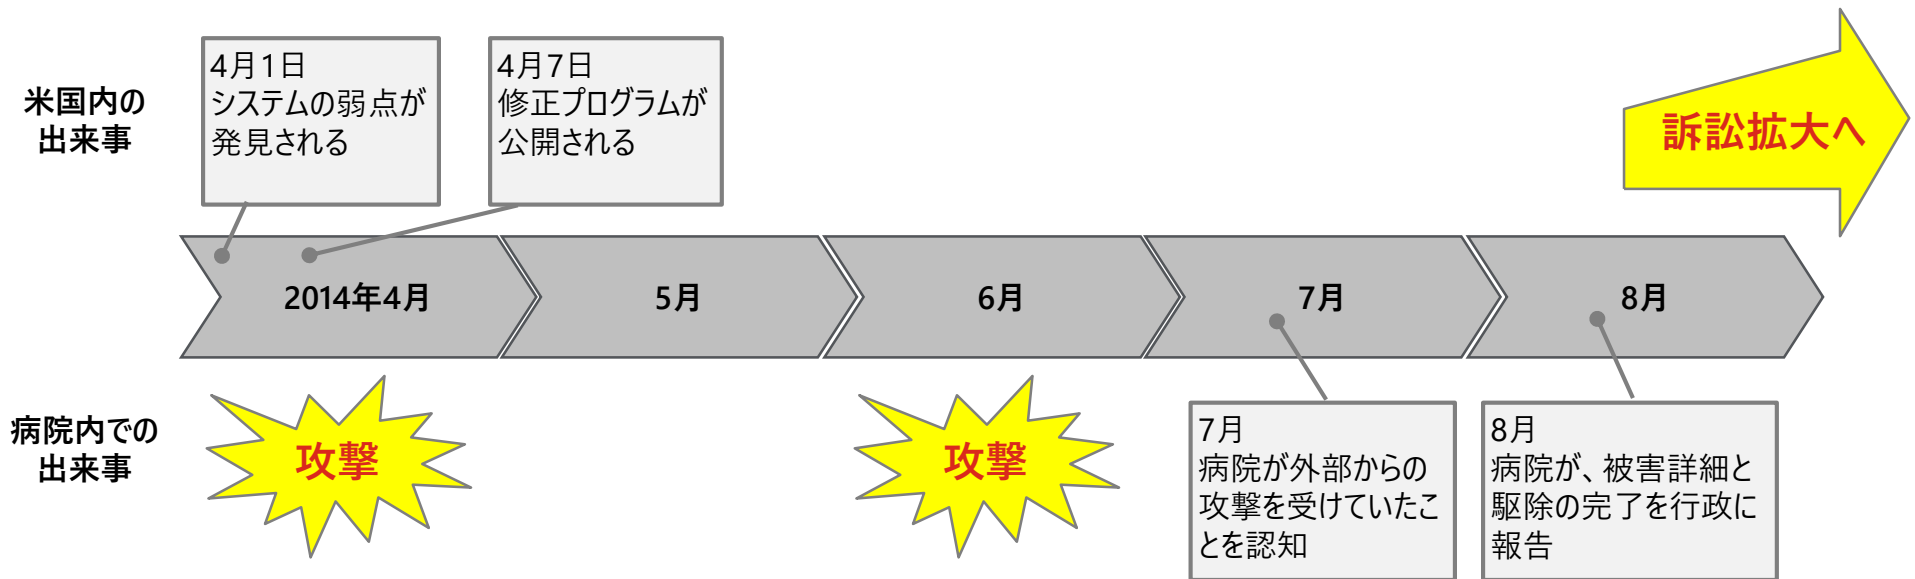 米国内の
出来事
4月1日
システムの弱点が
発見される
4月7日
修正プログラムが
公開される
訴訟拡大へ
2014年4月
5月
6月
7月
8月
病院内での
出来事
攻撃
攻撃
7月
病院が外部からの
攻撃を受けていたこ
とを認知
8月
病院が、被害詳細と
駆除の完了を行政に
報告